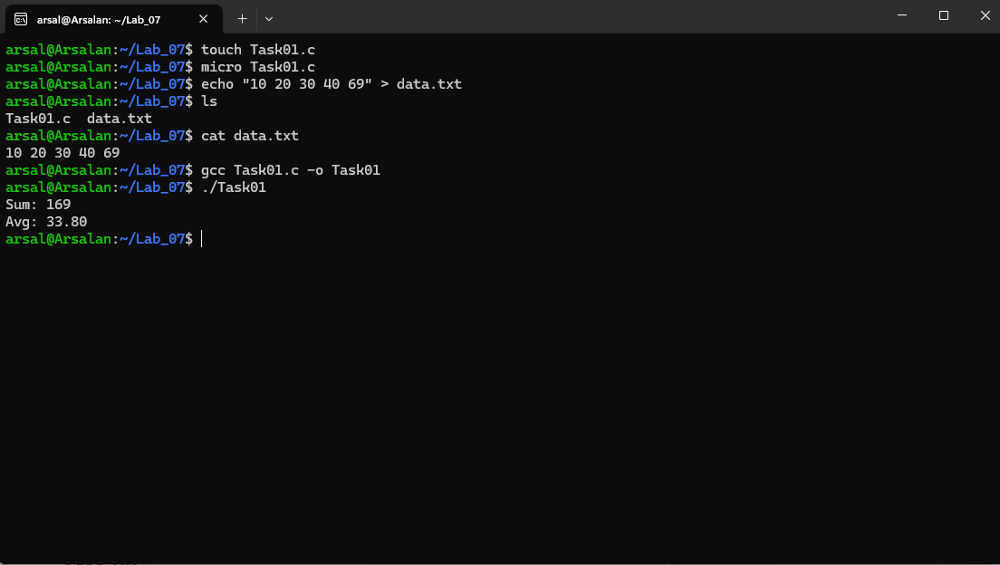 arsal@Arsalan: ~/Lab_07
arsal@Arsalan:~/Lab_07$ touch Task01.c
arsal@Arsalan:~/Lab_07$ micro Task01.c
arsal@Arsalan:~/Lab_07$ echo "10 20 30 40 69" > data.txt
arsal@Arsalan:~/Lab_07$ ls
Task01.c  data.txt
arsal@Arsalan:~/Lab_07$ cat data.txt
10 20 30 40 69
arsal@Arsalan:~/Lab_07$ gcc Task01.c -o Task01
arsal@Arsalan:~/Lab_07$ ./Task01
Sum: 169
Avg: 33.80
arsal@Arsalan:~/Lab_07$